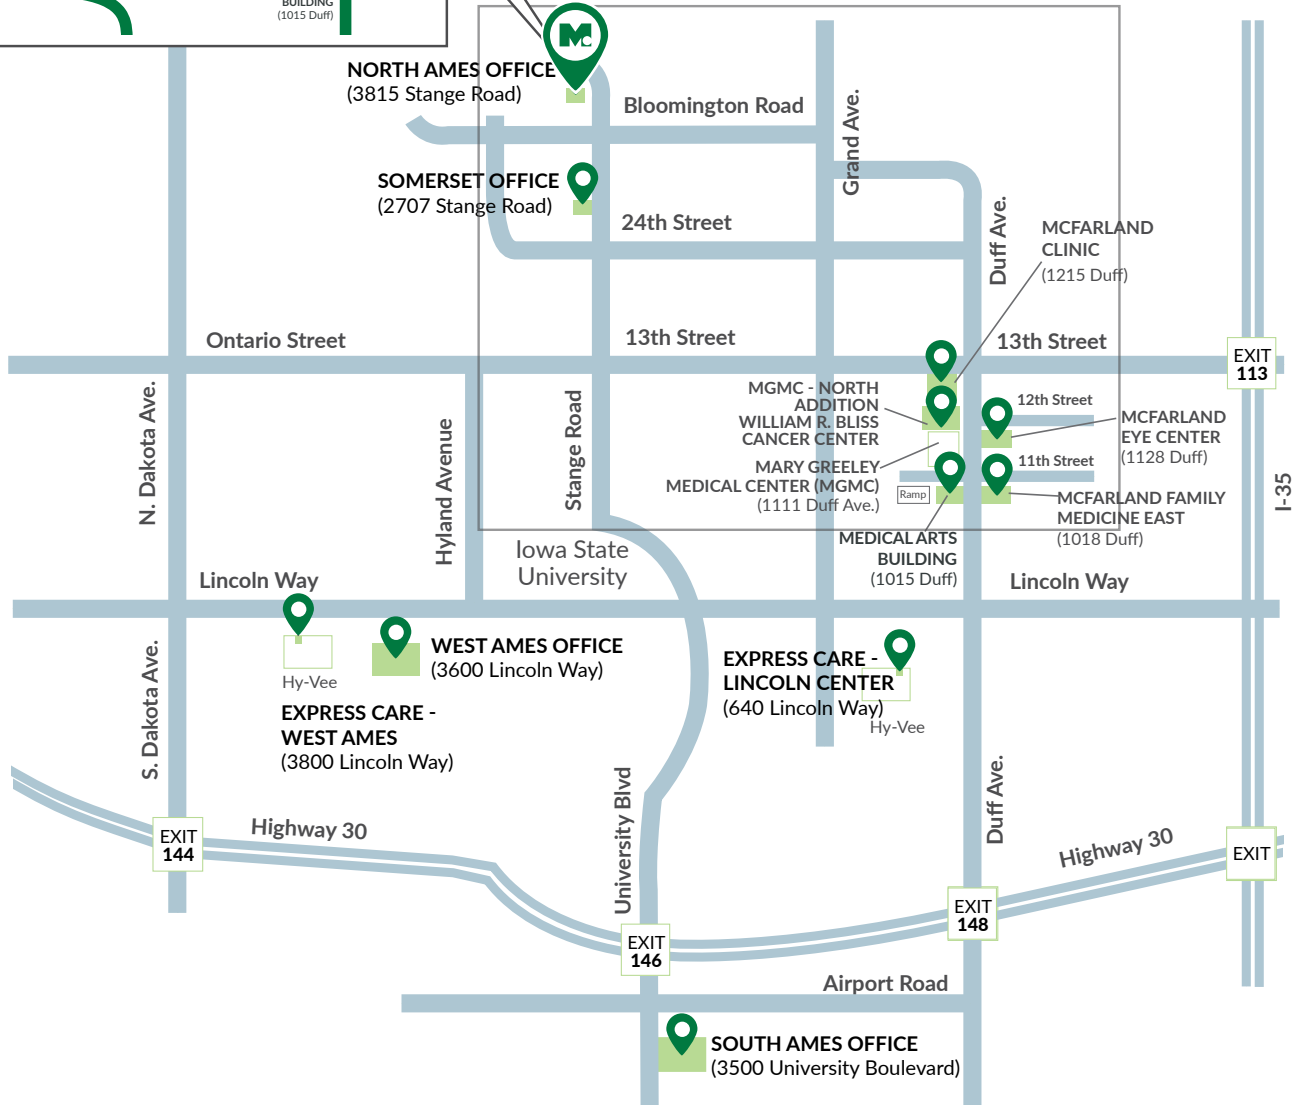 BUILDING
(1015 Duff)
Mc
NORTH AMES OFFICE
(3815 Stange Road)
Bloomington Road
Grand Ave.
SOMERSET OFFICE
(2707 Stange Road)
24th Street
Duff Ave.
MCFARLAND
CLINIC
(1215 Duff)
Ontario Street
13th Street
13th Street
EXIT
113
N. Dakota Ave.
Hyland Avenue
Stange Road
MGMC - NORTH
ADDITION
WILLIAM R. BLISS
CANCER CENTER
12th Street
MCFARLAND
EYE CENTER
(1128 Duff)
MARY GREELEY
MEDICAL CENTER (MGMC)
(1111 Duff Ave.)
11th Street
Ramp
MCFARLAND FAMILY
MEDICINE EAST
(1018 Duff)
I-35
MEDICAL ARTS
BUILDING
(1015 Duff)
Iowa State
University
Lincoln Way
Lincoln Way
S. Dakota Ave.
Hy-Vee
WEST AMES OFFICE
(3600 Lincoln Way)
EXPRESS CARE -
WEST AMES
(3800 Lincoln Way)
EXPRESS CARE -
LINCOLN CENTER
(640 Lincoln Way)
Hy-Vee
University Blvd
Duff Ave.
EXIT
144
Highway 30
Highway 30
EXIT
EXIT
148
EXIT
146
Airport Road
SOUTH AMES OFFICE
(3500 University Boulevard)